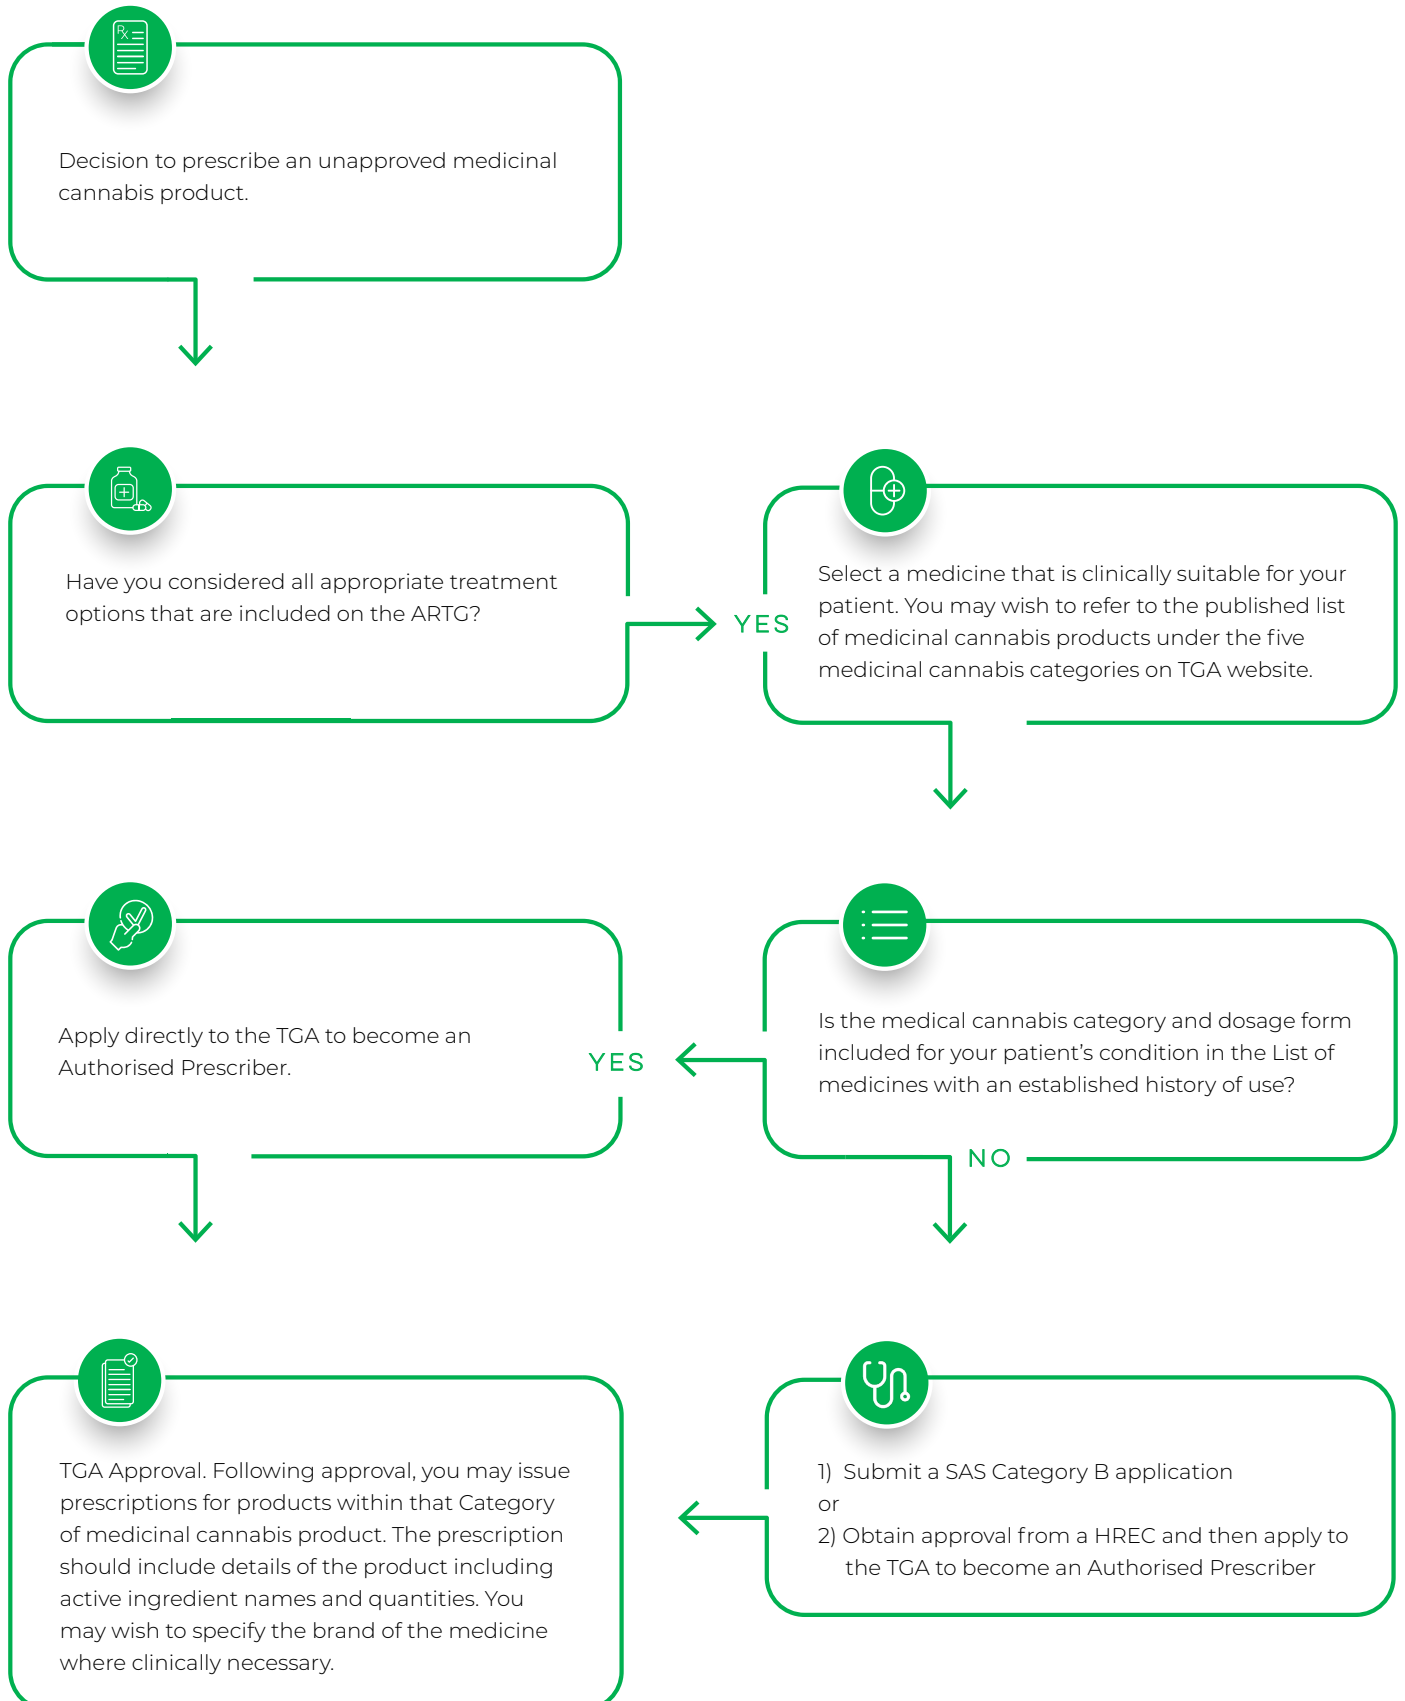 Rx
Decision to prescribe an unapproved medicinal
cannabis product.
Have you considered all appropriate treatment
options that are included on the ARTG?
YES
Select a medicine that is clinically suitable for your
patient. You may wish to refer to the published list
of medicinal cannabis products under the five
medicinal cannabis categories on TGA website.
Is the medical cannabis category and dosage form
included for your patient’s condition in the List of
medicines with an established history of use?
YES
NO
Apply directly to the TGA to become an
Authorised Prescriber.
1) Submit a SAS Category B application
or
2) Obtain approval from a HREC and then apply to
the TGA to become an Authorised Prescriber
TGA Approval. Following approval, you may issue
prescriptions for products within that Category
of medicinal cannabis product. The prescription
should include details of the product including
active ingredient names and quantities. You
may wish to specify the brand of the medicine
where clinically necessary.